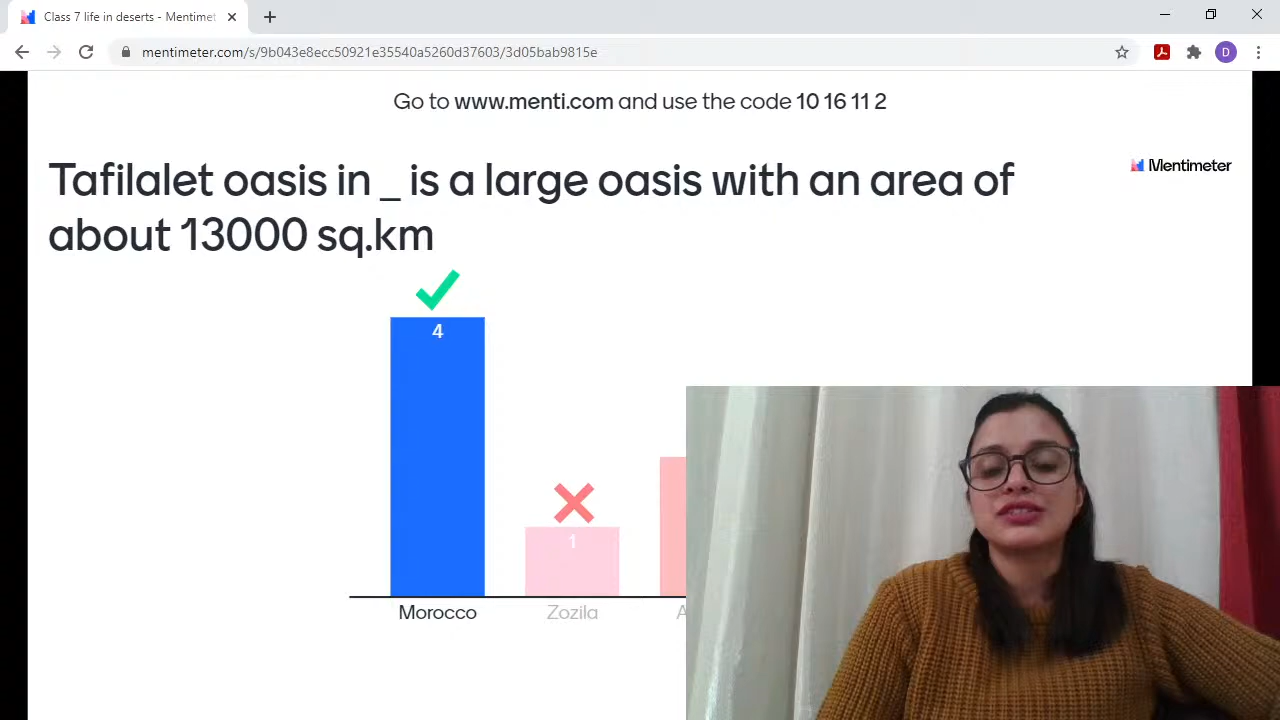 Class 7 life in deserts - Mentimet
mentimeter.com/s/9b043e8ecc50921e35540a5260d37603/3d05bab9815e
D
Go to www.menti.com and use the code 10 16 11 2
Tafilalet oasis in _ is a large oasis with an area of
about 13000 sq.km
Mentimeter
4
1
Morocco
Zozila
A